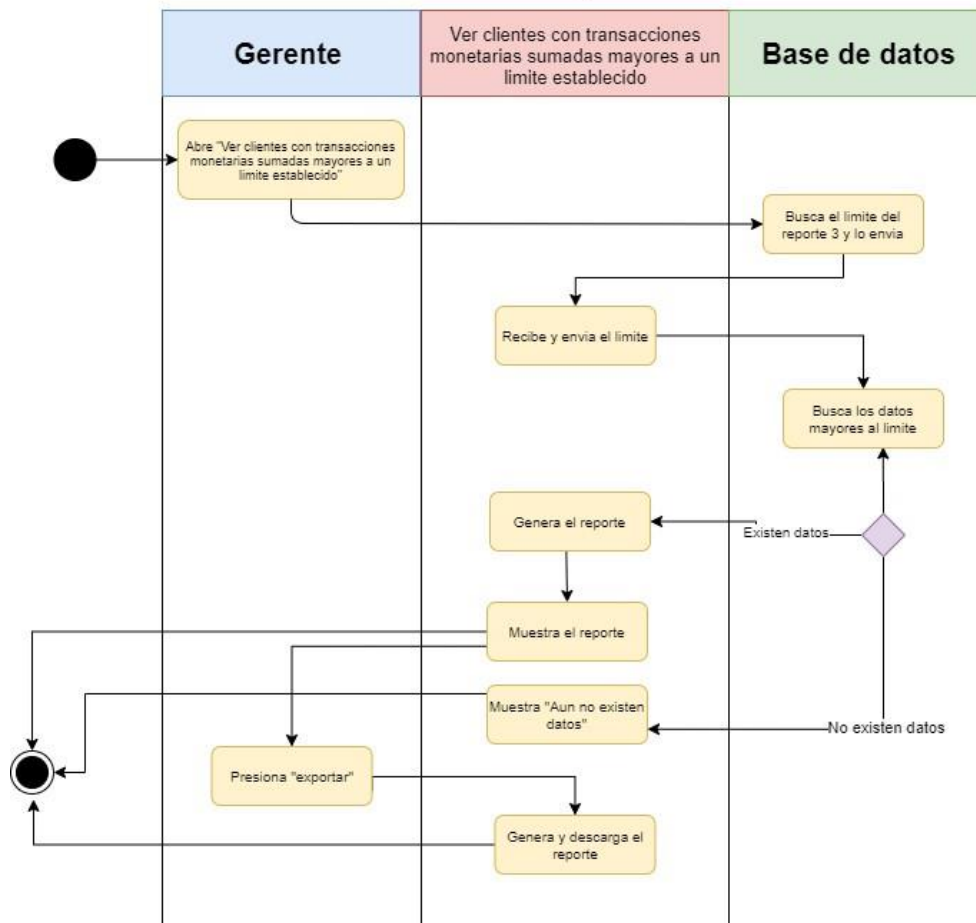 Gerente
Ver clientes con transacciones
monetarias sumadas mayores a un
limite establecido
Base de datos
Abre "Ver clientes con transacciones
monetarias sumadas mayores a un
limite establecido"
Busca el limite del
reporte 3 y lo envia
Recibe y envia el limite
Busca los datos
mayores al limite
Genera el reporte
Existen datos
Muestra el reporte
Muestra "Aun no existen
datos"
No existen datos
Presiona "exportar"
Genera y descarga el
reporte